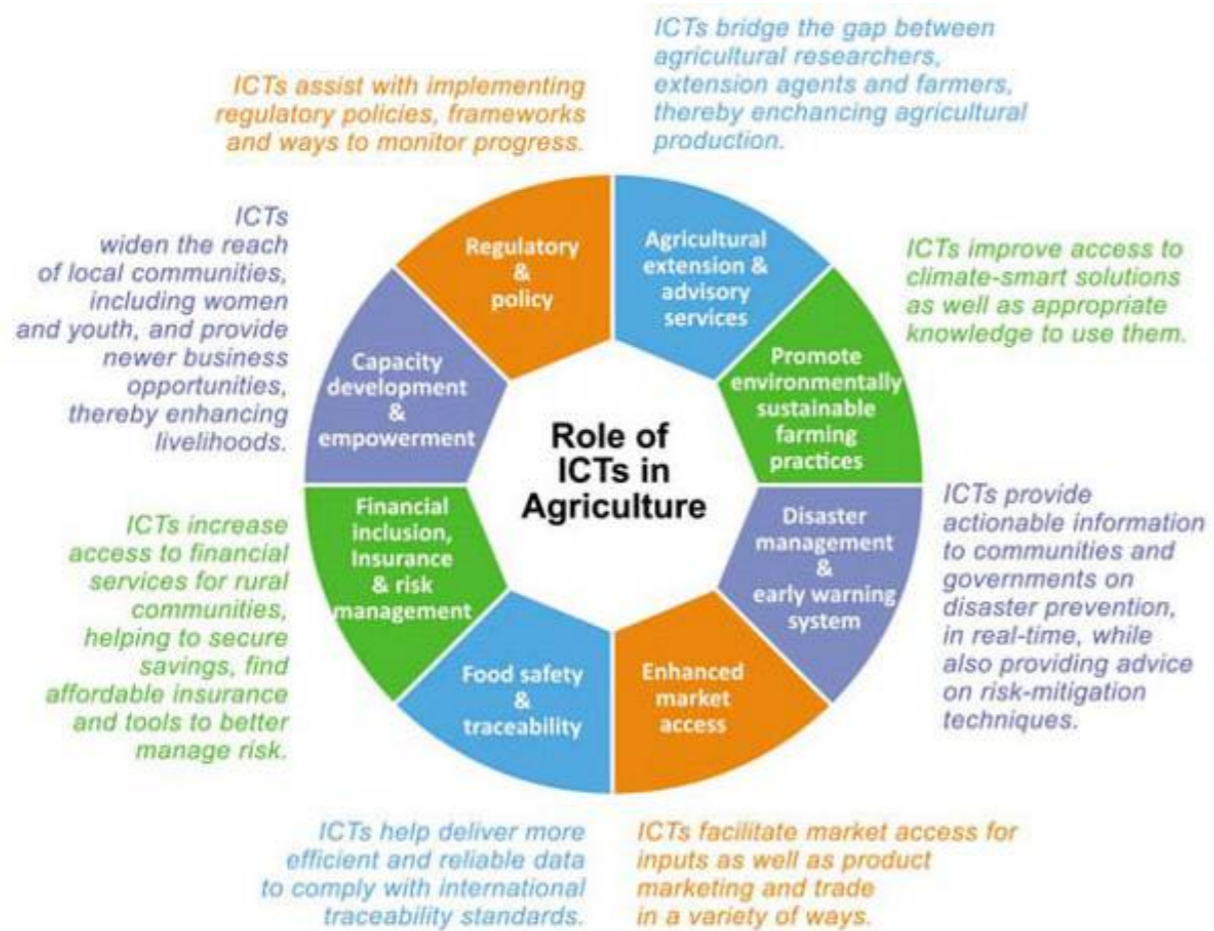 ICTs assist with implementing
regulatory policies, frameworks
and ways to monitor progress.
ICTs bridge the gap between
agricultural researchers,
extension agents and farmers,
thereby enchancing agricultural
production.
ICTs
widen the reach
of local communities,
including women
and youth, and provide
newer business
opportunities,
thereby enhancing
livelihoods.
Regulatory
&
policy
Agricultural
extension &
advisory
services
ICTs improve access to
climate-smart solutions
as well as appropriate
knowledge to use them.
Capacity
development
&
empowerment
Promote
environmentally
sustainable
farming
practices
Role of
ICTs in
Agriculture
ICTs increase
access to financial
services for rural
communities,
helping to secure
savings, find
affordable insurance
and tools to better
manage risk.
Financial
inclusion,
Insurance
& risk
management
Disaster
management
&
early warning
system
ICTs provide
actionable information
to communities and
governments on
disaster prevention,
in real-time, while
also providing advice
on risk-mitigation
techniques.
Food safety
&
traceability
Enhanced
market
access
ICTs help deliver more
efficient and reliable data
to comply with international
traceability standards.
ICTs facilitate market access for
inputs as well as product
marketing and trade
in a variety of ways.